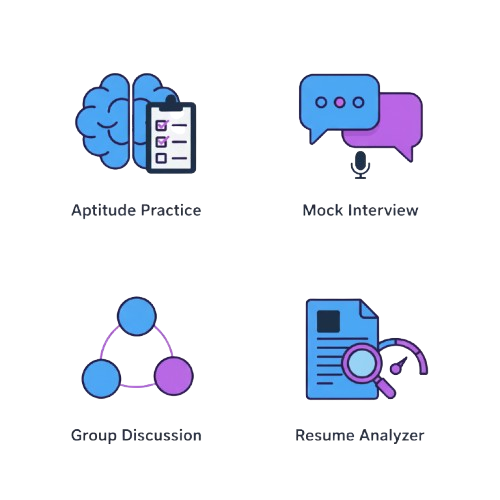 Aptitude Practice
Mock Interview
Group Discussion
Resume Analyzer